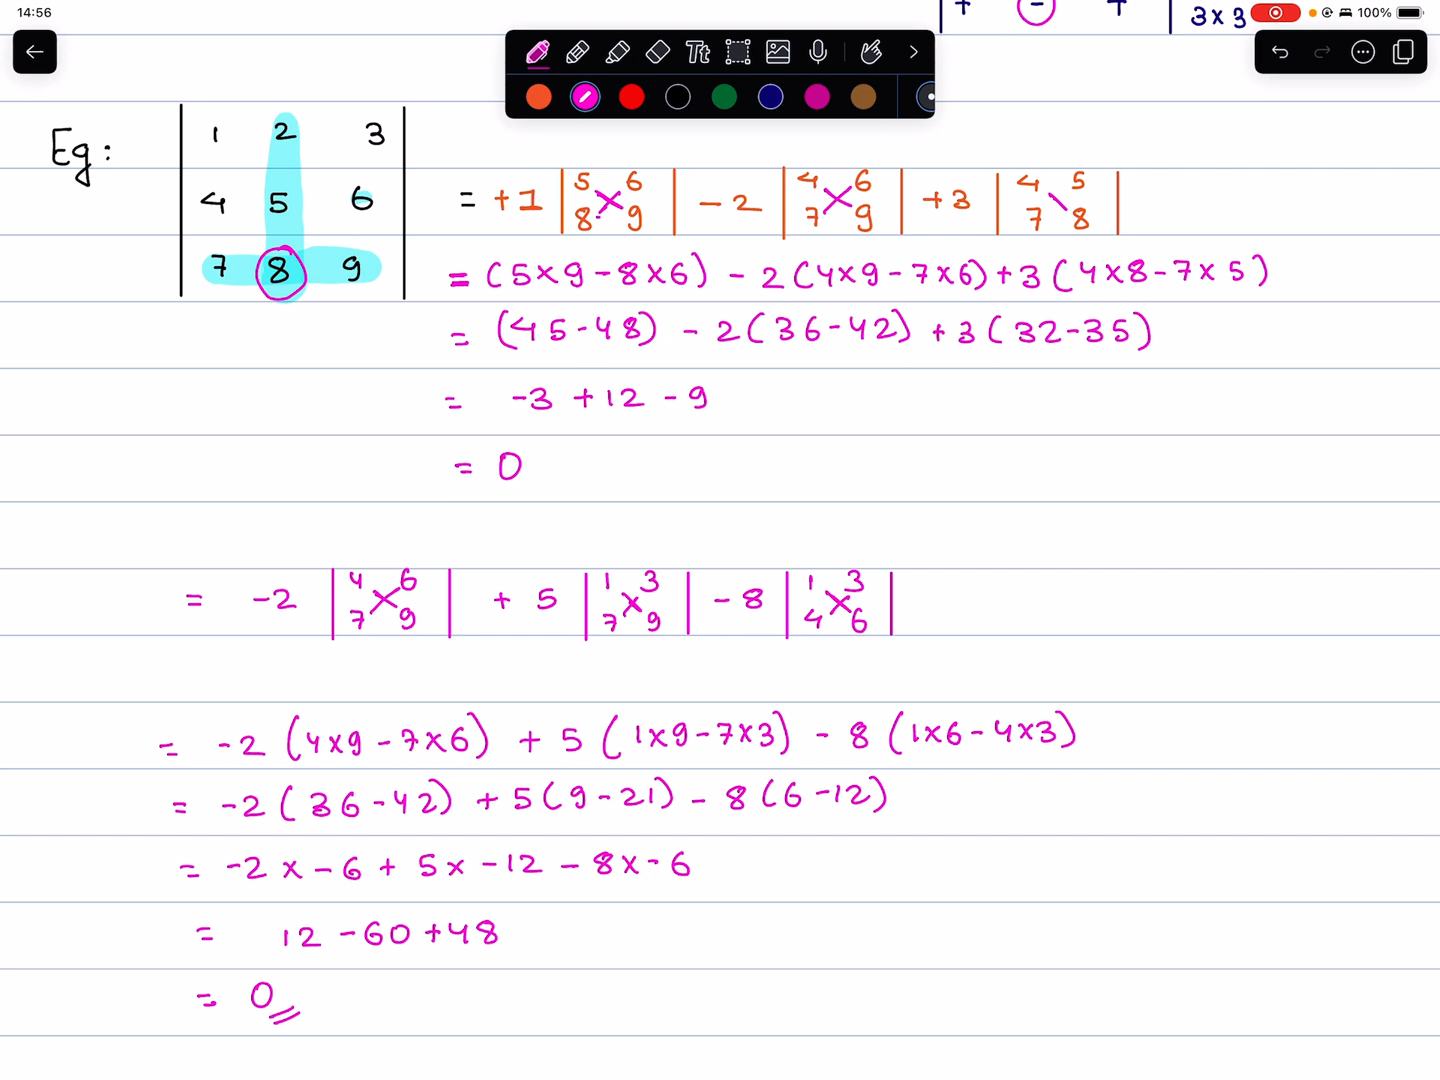 14:56
100%
+ - + 3x3
Tt
Eg: | 1 2 3 |
| 4 5 6 | = +1 | 5 6 | - 2 | 4 6 | +3 | 4 5 |
| 8 9 | | 7 9 | | 7 8 |
| 7 8 9 | = (5x9-8x6) - 2(4x9-7x6)+3(4x8-7x5)
= (45-48) - 2(36-42) +3(32-35)
= -3 +12 -9
= 0
= -2 | 4 6 | + 5 | 1 3 | - 8 | 1 3 |
| 7 9 | | 7 9 | | 4 6 |
= -2 (4x9-7x6) + 5 (1x9-7x3) - 8 (1x6-4x3)
= -2(36-42) +5(9-21) - 8(6-12)
= -2x-6+5x-12-8x-6
= 12-60+48
= 0